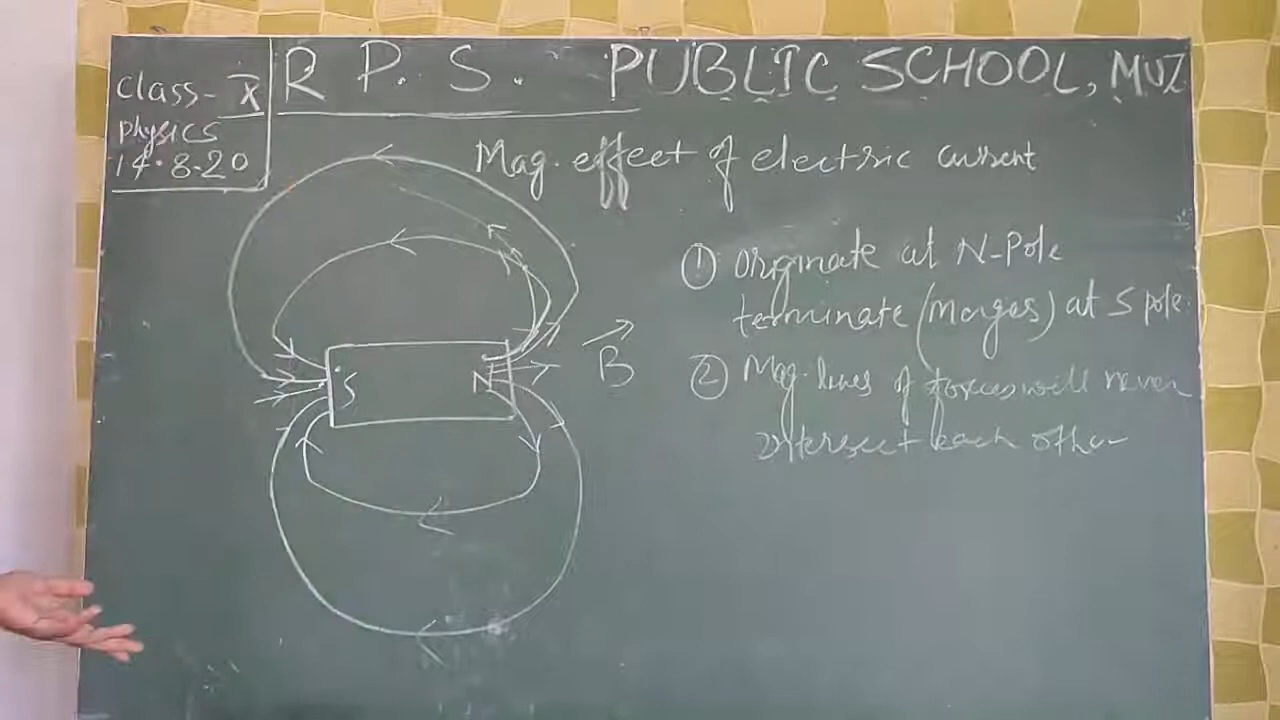 Class - X
physics
14.8.20
R P. S. PUBLIC SCHOOL, MUZ
Mag. effect of electric current
① Originate at N-Pole
terminate (Merges) at S pole.
② Mag. lines of forces will never
intersect each other
B
S
N